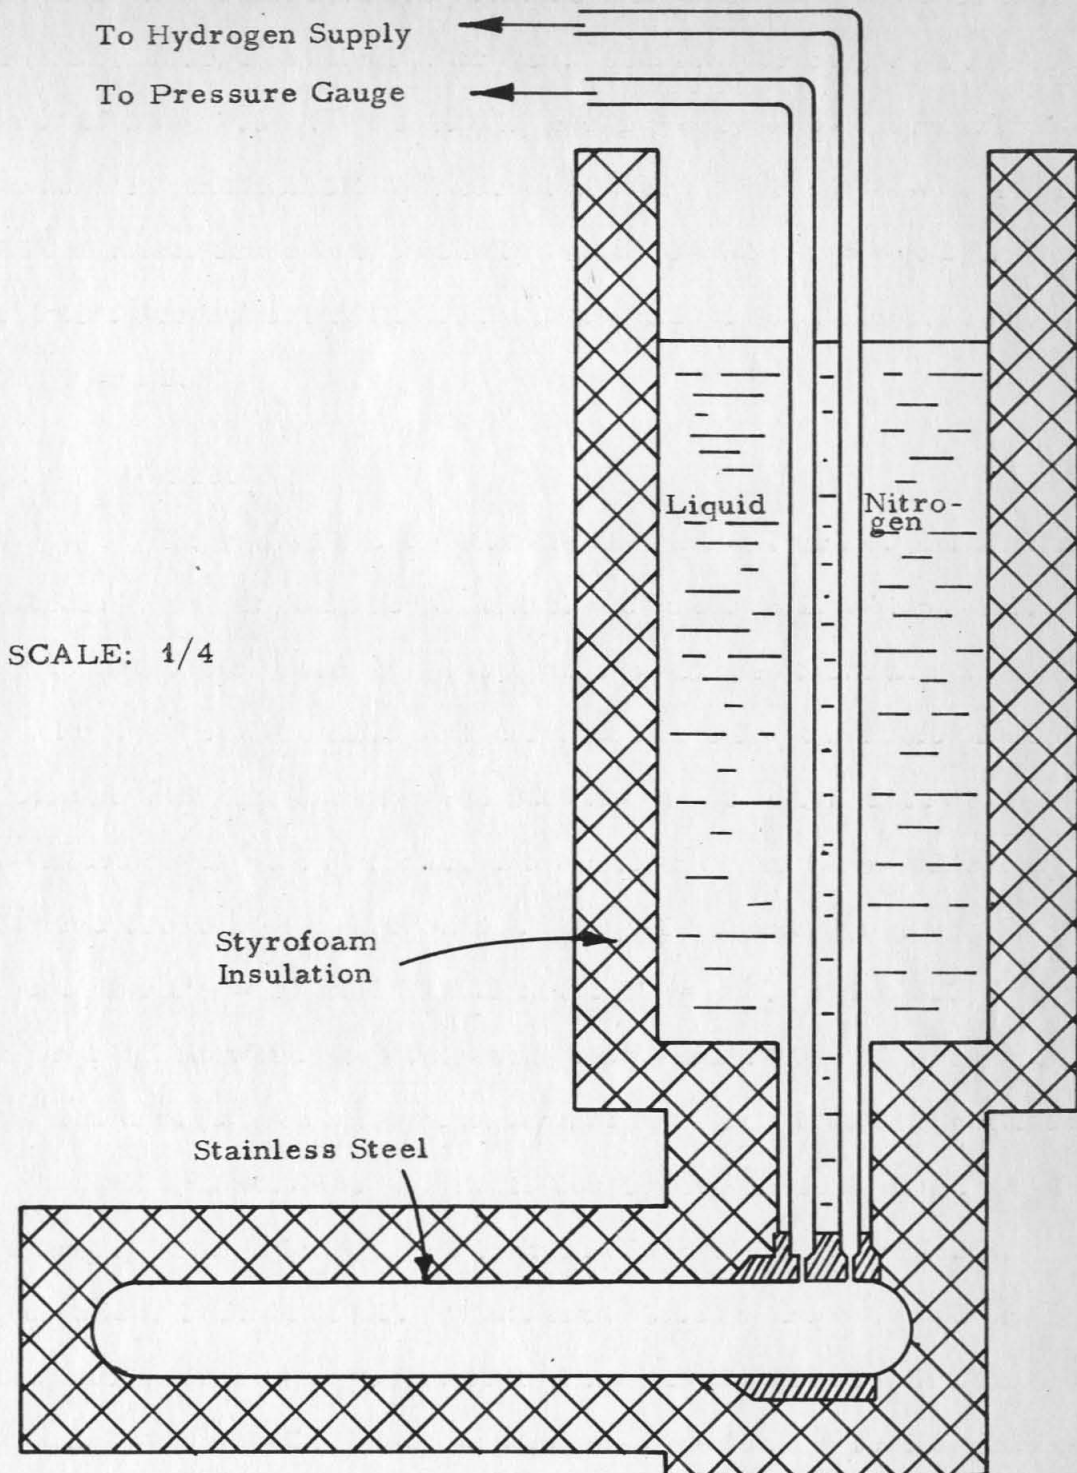 To Hydrogen Supply
To Pressure Gauge
Liquid
Nitro-
gen
SCALE: 1/4
Styrofoam
Insulation
Stainless Steel